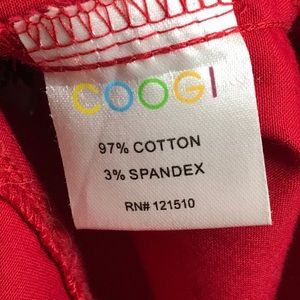 COOGI
97% COTTON
3% SPANDEX
RN# 121510